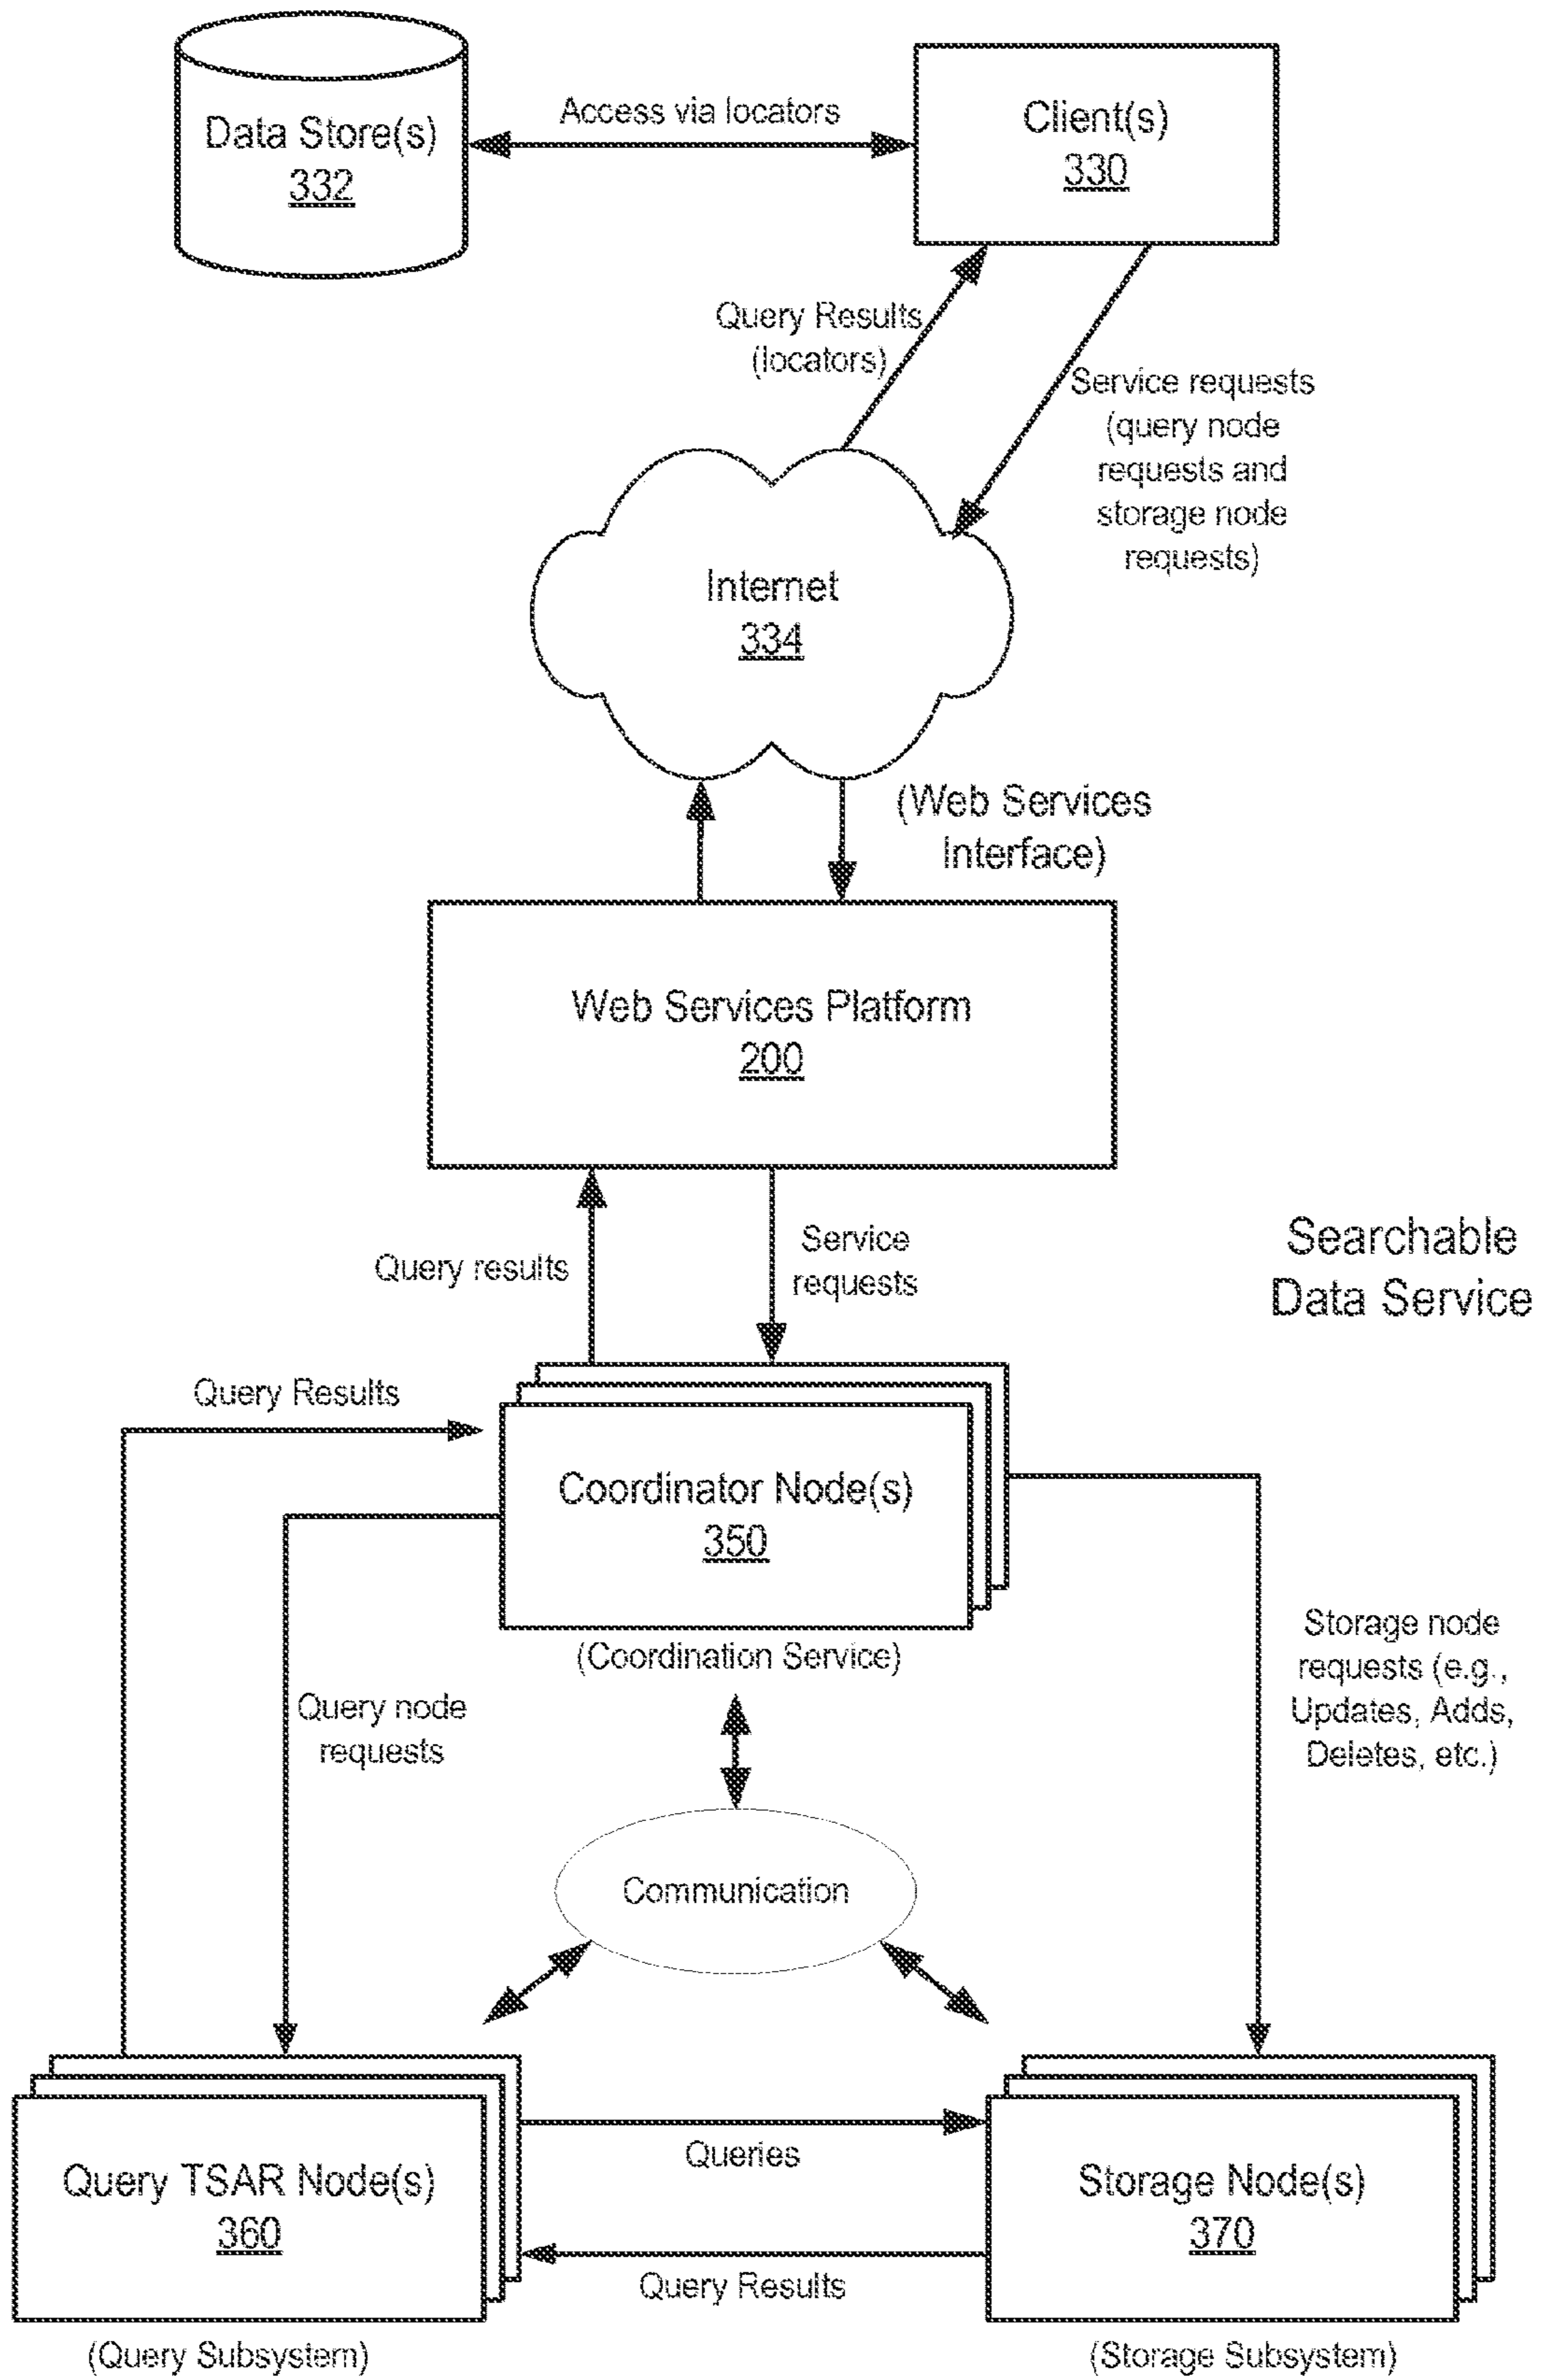 Data Store(s)
332
Access via locators
Client(s)
330
Query Results
(locators)
Service requests
(query node
requests and
storage node
requests)
Internet
334
(Web Services
Interface)
Web Services Platform
200
Query results
Service
requests
Searchable
Data Service
Query Results
Coordinator Node(s)
350
(Coordination Service)
Query node
requests
Storage node
requests (e.g.,
Updates, Adds,
Deletes, etc.)
Communication
Query TSAR Node(s)
360
Queries
Query Results
Storage Node(s)
370
(Query Subsystem)
(Storage Subsystem)